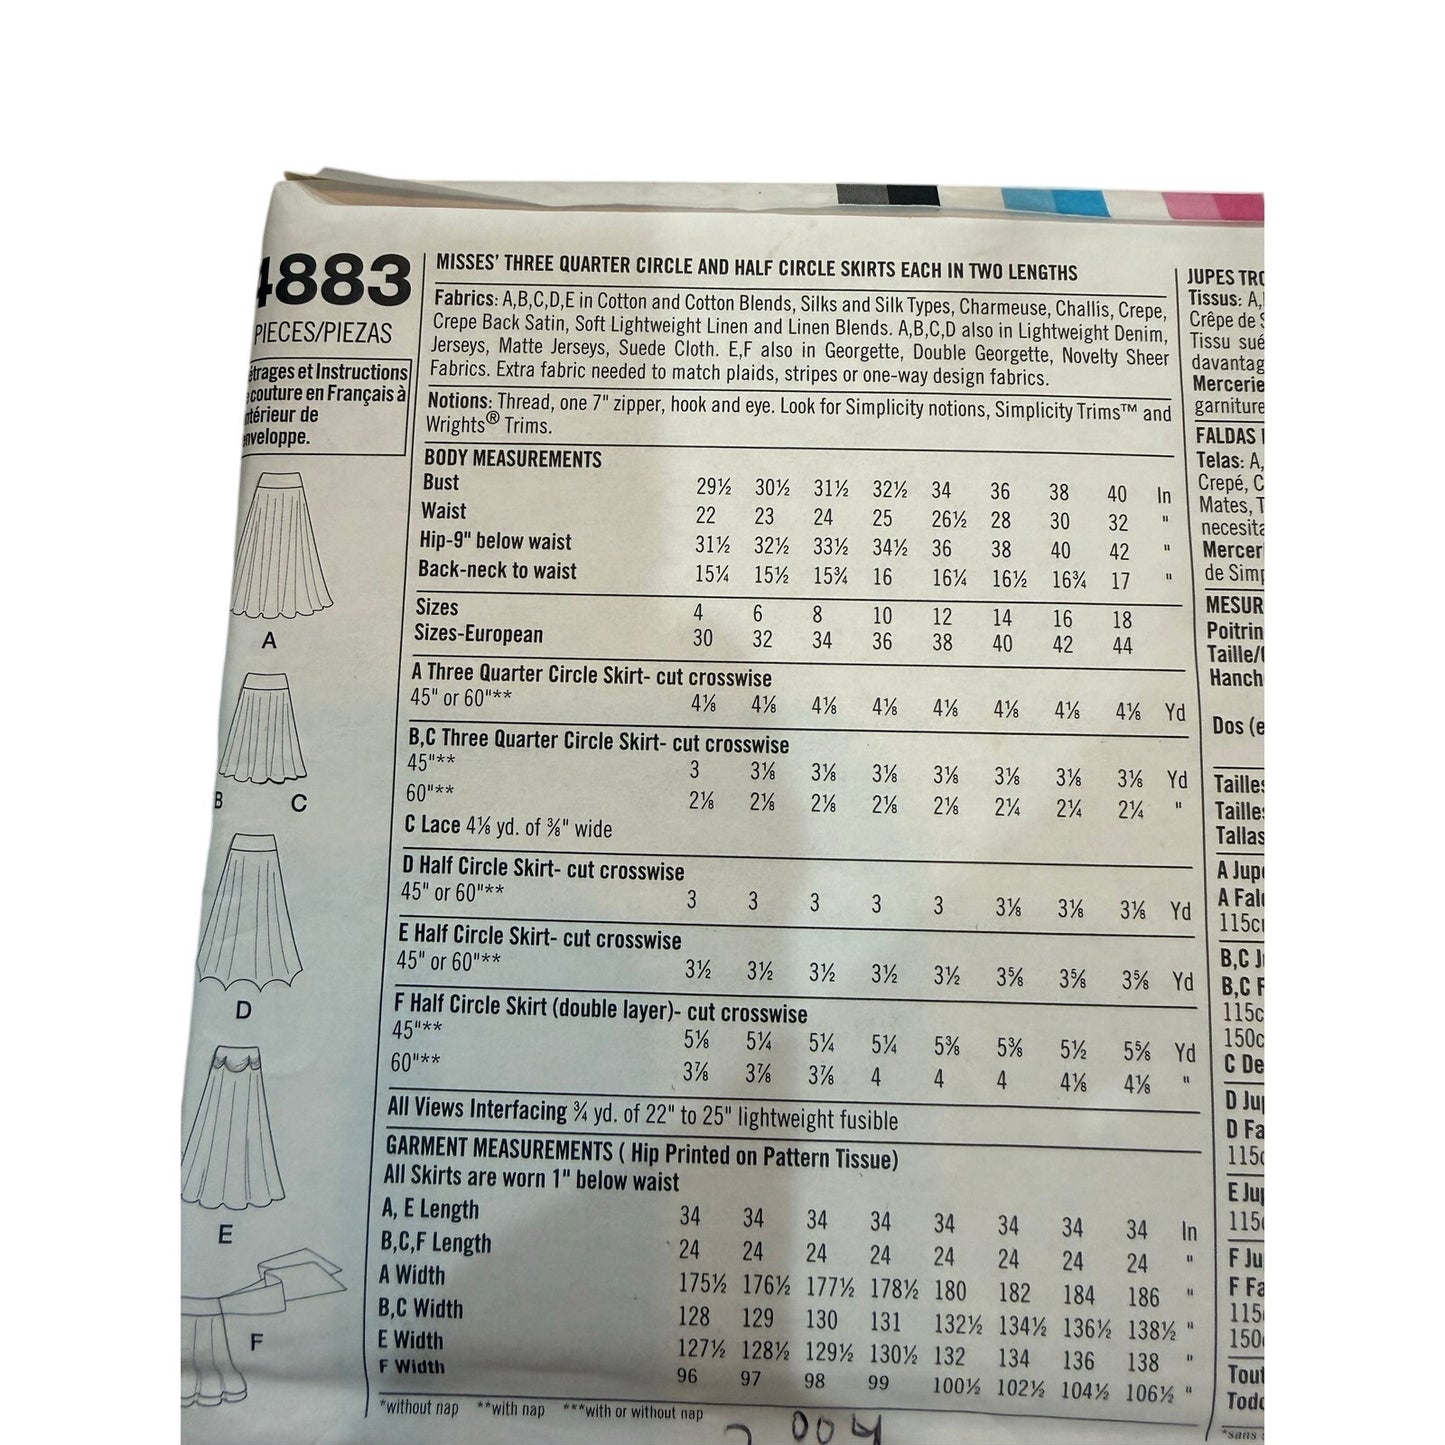 4883
PIECES/PIEZAS
étrages et Instructions
couture en Français à
ntérieur de
nveloppe.
A
B C
D
E
F
MISSES' THREE QUARTER CIRCLE AND HALF CIRCLE SKIRTS EACH IN TWO LENGTHS
Fabrics: A,B,C,D,E in Cotton and Cotton Blends, Silks and Silk Types, Charmeuse, Challis, Crepe,
Crepe Back Satin, Soft Lightweight Linen and Linen Blends. A,B,C,D also in Lightweight Denim,
Jerseys, Matte Jerseys, Suede Cloth. E,F also in Georgette, Double Georgette, Novelty Sheer
Fabrics. Extra fabric needed to match plaids, stripes or one-way design fabrics.
Notions: Thread, one 7" zipper, hook and eye. Look for Simplicity notions, Simplicity Trims™ and
Wrights® Trims.
BODY MEASUREMENTS
Bust 29½ 30½ 31½ 32½ 34 36 38 40 In
Waist 22 23 24 25 26½ 28 30 32 "
Hip-9" below waist 31½ 32½ 33½ 34½ 36 38 40 42 "
Back-neck to waist 15¼ 15½ 15¾ 16 16¼ 16½ 16¾ 17 "
Sizes 4 6 8 10 12 14 16 18
Sizes-European 30 32 34 36 38 40 42 44
A Three Quarter Circle Skirt- cut crosswise
45" or 60"** 4⅛ 4⅛ 4⅛ 4⅛ 4⅛ 4⅛ 4⅛ 4⅛ Yd
B,C Three Quarter Circle Skirt- cut crosswise
45"** 3 3⅛ 3⅛ 3⅛ 3⅛ 3⅛ 3⅛ 3⅛ Yd
60"** 2⅛ 2⅛ 2⅛ 2⅛ 2⅛ 2¼ 2¼ 2¼ "
C Lace 4⅛ yd. of ⅜" wide
D Half Circle Skirt- cut crosswise
45" or 60"** 3 3 3 3 3 3⅛ 3⅛ 3⅛ Yd
E Half Circle Skirt- cut crosswise
45" or 60"** 3½ 3½ 3½ 3½ 3½ 3⅝ 3⅝ 3⅝ Yd
F Half Circle Skirt (double layer)- cut crosswise
45"** 5⅛ 5¼ 5¼ 5¼ 5⅜ 5⅜ 5½ 5⅝ Yd
60"** 3⅞ 3⅞ 3⅞ 4 4 4 4⅛ 4⅛ "
All Views Interfacing ¾ yd. of 22" to 25" lightweight fusible
GARMENT MEASUREMENTS ( Hip Printed on Pattern Tissue)
All Skirts are worn 1" below waist
A, E Length 34 34 34 34 34 34 34 34 In
B,C,F Length 24 24 24 24 24 24 24 24 "
A Width 175½ 176½ 177½ 178½ 180 182 184 186 "
B,C Width 128 129 130 131 132½ 134½ 136½ 138½ "
E Width 127½ 128½ 129½ 130½ 132 134 136 138 "
F Width 96 97 98 99 100½ 102½ 104½ 106½ "
*without nap **with nap ***with or without nap
JUPES TRO
Tissus: A,
Crêpe de S
Tissu sué
davantag
Mercerie
garniture
FALDAS
Telas: A,
Crepé, C
Mates, T
necesita
Mercer
de Simp
MESUR
Poitrin
Taille/
Hanch
Dos (e
Tailles
Tailles
Tallas
A Jupe
A Fald
115c
B,C J
B,C F
115c
150c
C De
D Ju
D Fa
115c
E Ju
115
F Ju
F Fa
115
150
Tout
Todo
*sans